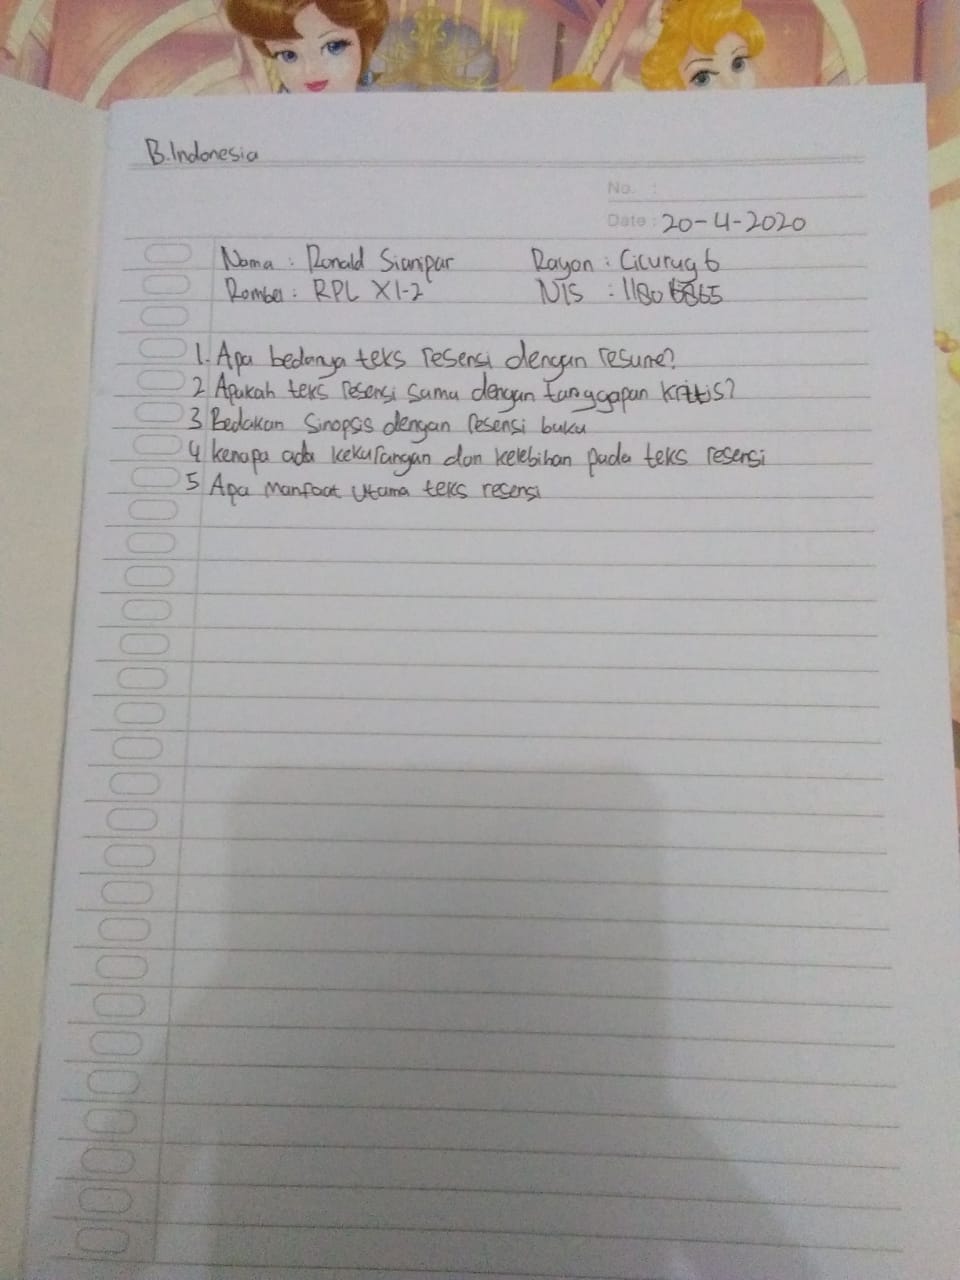 B.Indonesia
No. :
Date : 20-4-2020
Nama : Ronald Sianipar Rayon : Cicurug 6
Rombel : RPL XI-2 NIS : 1180
1. Apa bedanya teks resensi dengan resume?
2 Apakah teks resensi sama dengan tanggapan kritis?
3 Bedakan Sinopsis dengan resensi buku
4 kenapa ada kekurangan dan kelebihan pada teks resensi
5 Apa Manfaat Utama teks resensi